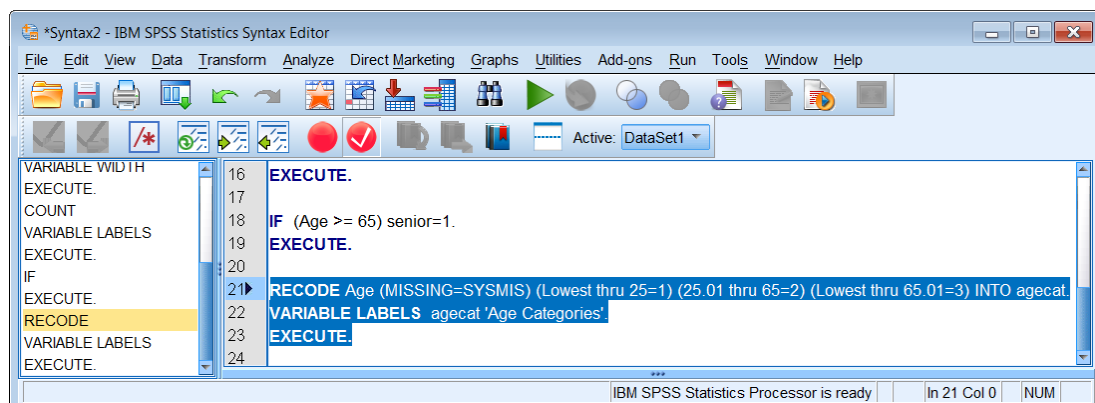 *Syntax2 - IBM SPSS Statistics Syntax Editor
File Edit View Data Transform Analyze Direct Marketing Graphs Utilities Add-ons Run Tools Window Help
/*
Active: DataSet1
VARIABLE WIDTH
EXECUTE.
COUNT
VARIABLE LABELS
EXECUTE.
IF
EXECUTE.
RECODE
VARIABLE LABELS
EXECUTE.
16 EXECUTE.
17
18 IF (Age >= 65) senior=1.
19 EXECUTE.
20
21 RECODE Age (MISSING=SYSMIS) (Lowest thru 25=1) (25.01 thru 65=2) (Lowest thru 65.01=3) INTO agecat.
22 VARIABLE LABELS agecat 'Age Categories'.
23 EXECUTE.
24
IBM SPSS Statistics Processor is ready In 21 Col 0 NUM